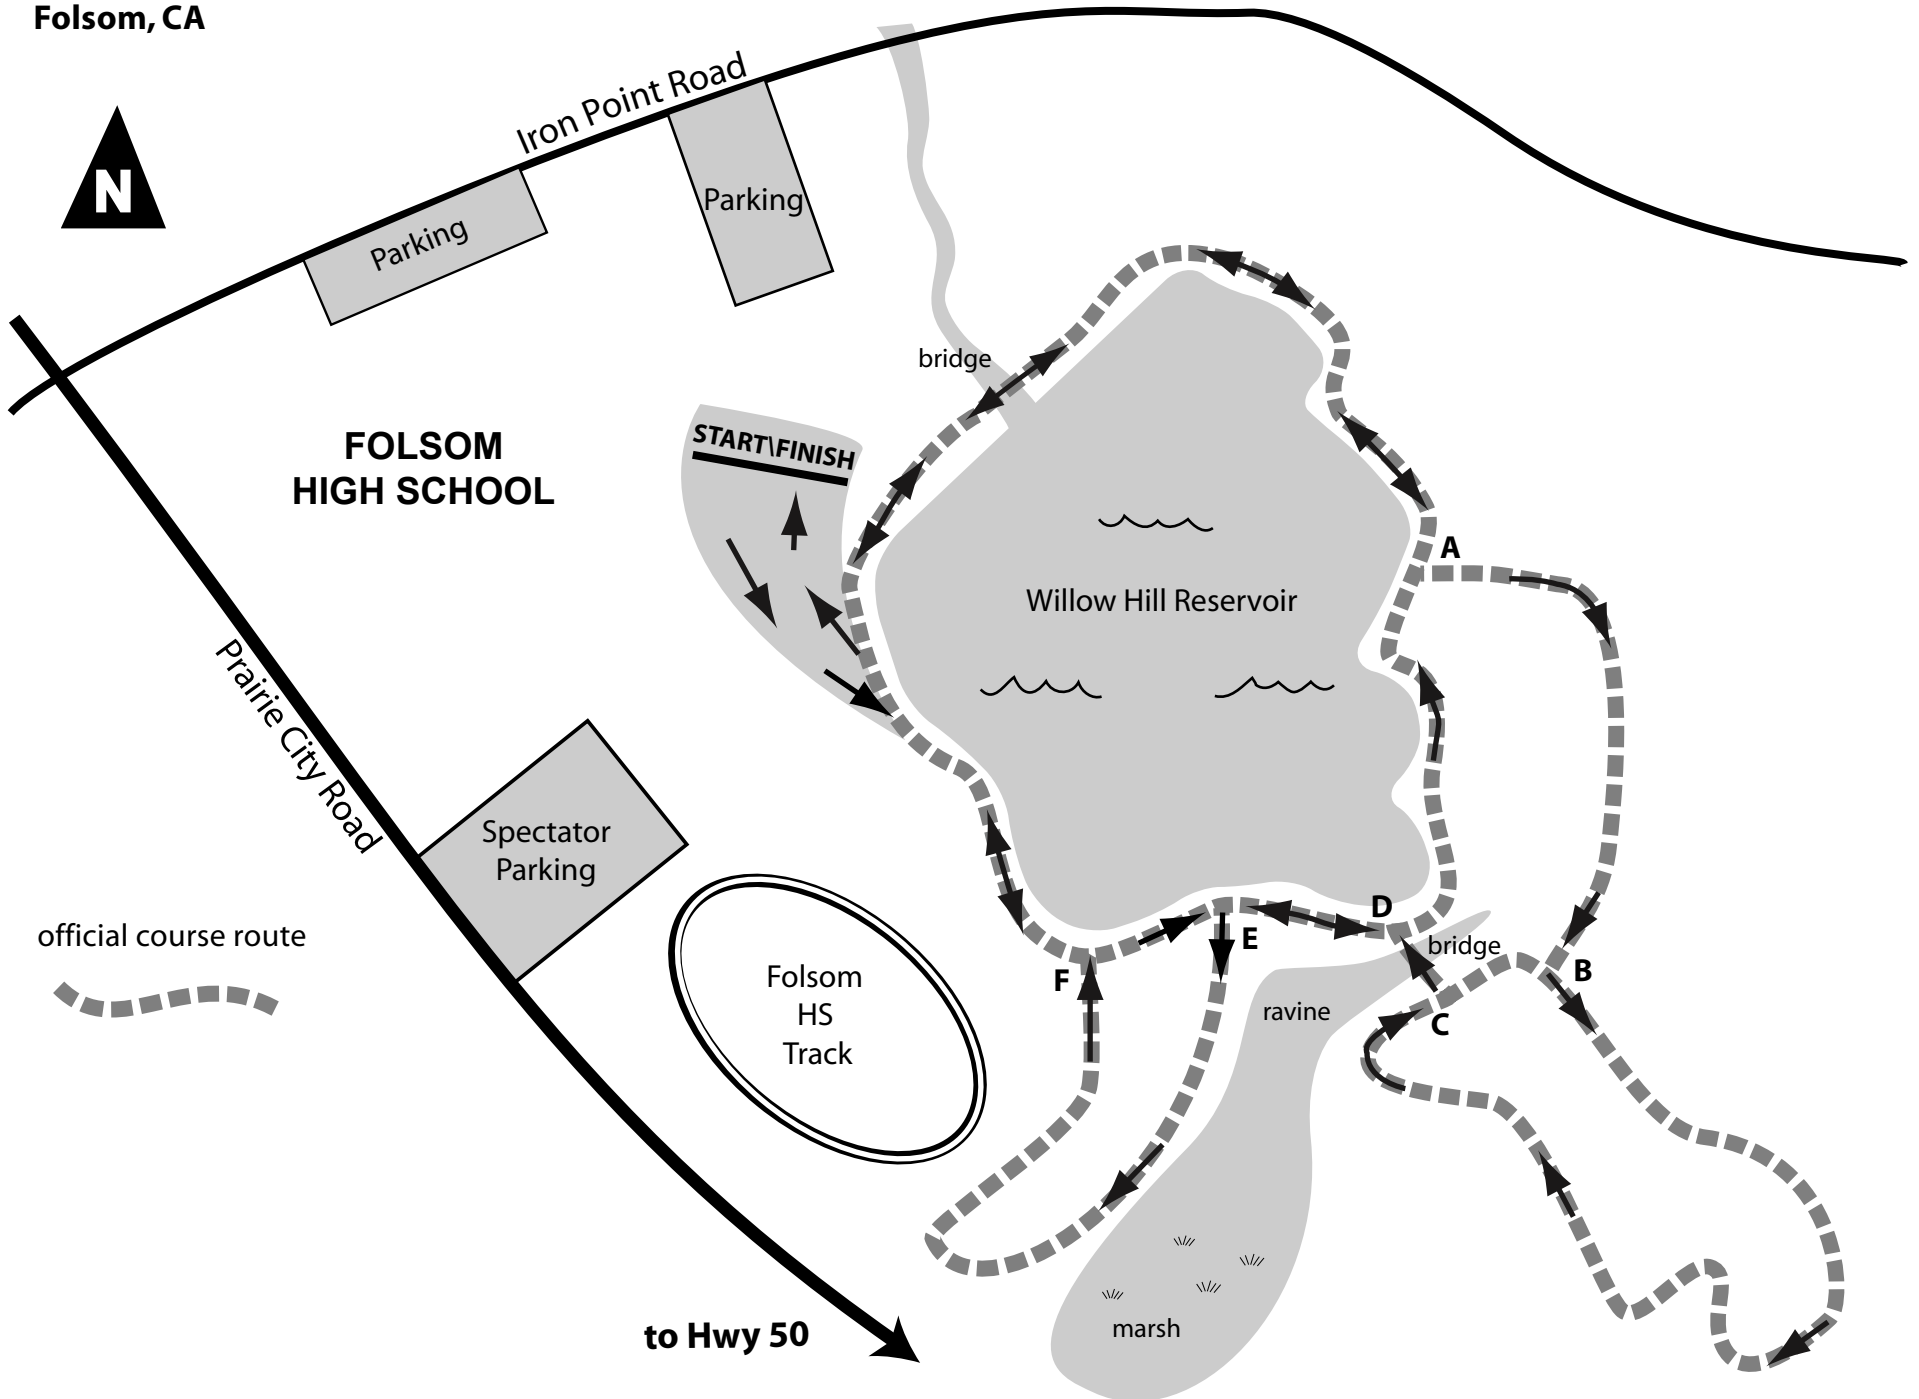 Folsom, CA
Iron Point Road
N
Parking
Parking
bridge
START\FINISH
FOLSOM
HIGH SCHOOL
A
Willow Hill Reservoir
Prairie City Road
Spectator
Parking
D
official course route
E
bridge
B
F
Folsom
HS
Track
ravine
C
marsh
to Hwy 50